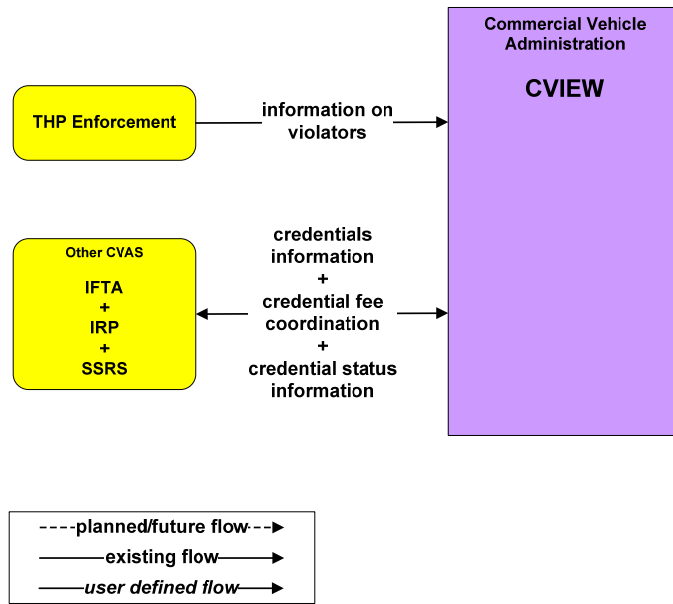 Commercial Vehicle
Administration
CVIEW
THP Enforcement
information on
violators
Other CVAS
IFTA
+
IRP
+
SSRS
credentials
information
+
credential fee
coordination
+
credential status
information
planned/future flow
existing flow
user defined flow